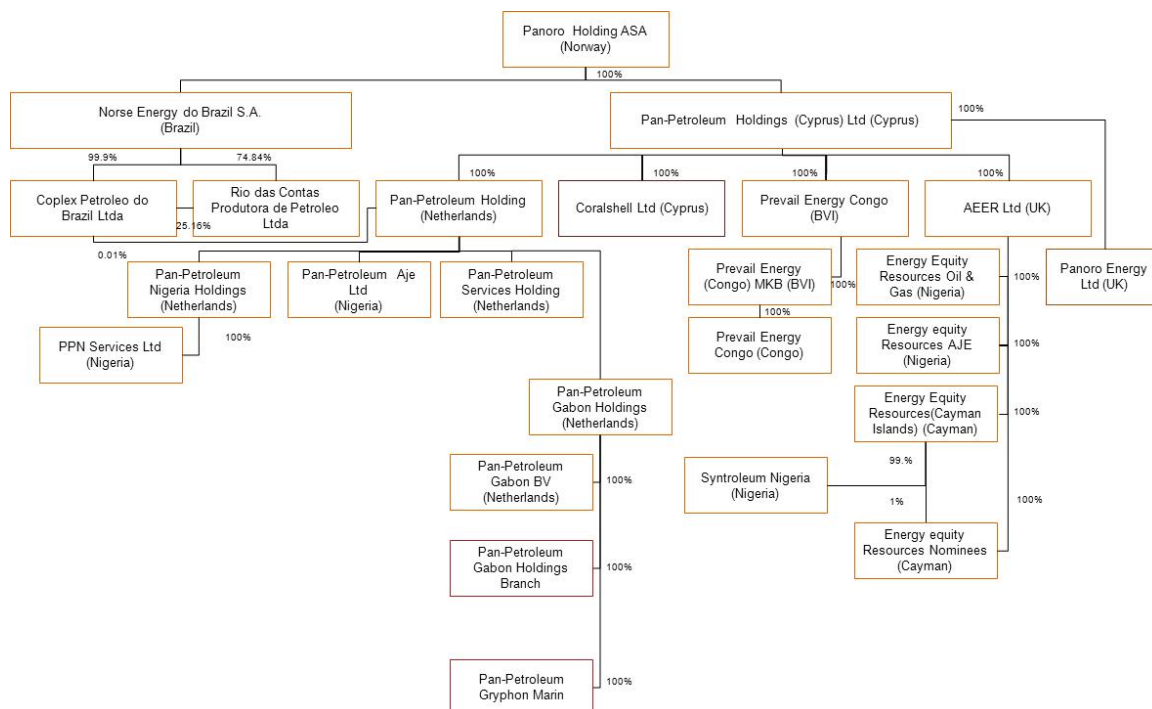 Panoro Holding ASA
(Norway)
100%
Norse Energy do Brazil S.A.
(Brazil)
Pan-Petroleum Holdings (Cyprus) Ltd (Cyprus)
100%
99.9%
74.84%
100%
100%
100%
100%
Coplex Petroleo do
Brazil Ltda
Rio das Contas
Produtora de Petroleo
Ltda
Pan-Petroleum Holding
(Netherlands)
Coralshell Ltd (Cyprus)
Prevail Energy Congo
(BVI)
AEER Ltd (UK)
25.16%
0.01%
Pan-Petroleum
Nigeria Holdings
(Netherlands)
Pan-Petroleum Aje
Ltd
(Nigeria)
Pan-Petroleum
Services Holding
(Netherlands)
Prevail Energy
(Congo) MKB (BVI)
100%
Energy Equity
Resources Oil &
Gas (Nigeria)
100%
Panoro Energy
Ltd (UK)
100%
PPN Services Ltd
(Nigeria)
100%
Prevail Energy
Congo (Congo)
Energy equity
Resources AJE
(Nigeria)
100%
Pan-Petroleum
Gabon Holdings
(Netherlands)
Energy Equity
Resources(Cayman
Islands) (Cayman)
100%
99.%
Pan-Petroleum
Gabon BV
(Netherlands)
100%
Syntroleum Nigeria
(Nigeria)
1%
100%
Pan-Petroleum
Gabon Holdings
Branch
100%
Energy equity
Resources Nominees
(Cayman)
Pan-Petroleum
Gryphon Marin
100%